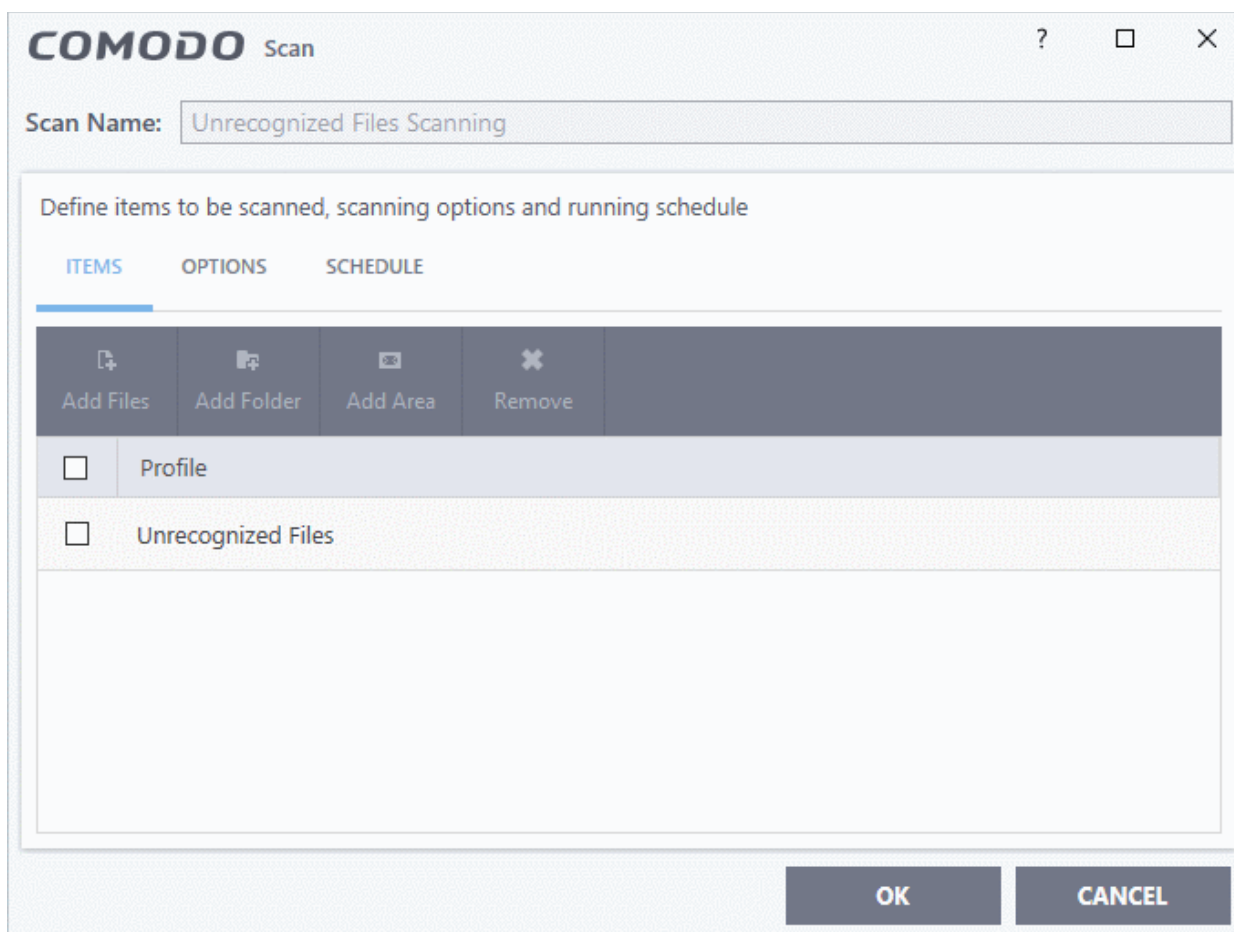 COMODO Scan ?
Scan Name: Unrecognized Files Scanning
Define items to be scanned, scanning options and running schedule
ITEMS OPTIONS SCHEDULE
Add Files Add Folder Add Area Remove
Profile
Unrecognized Files
OK CANCEL